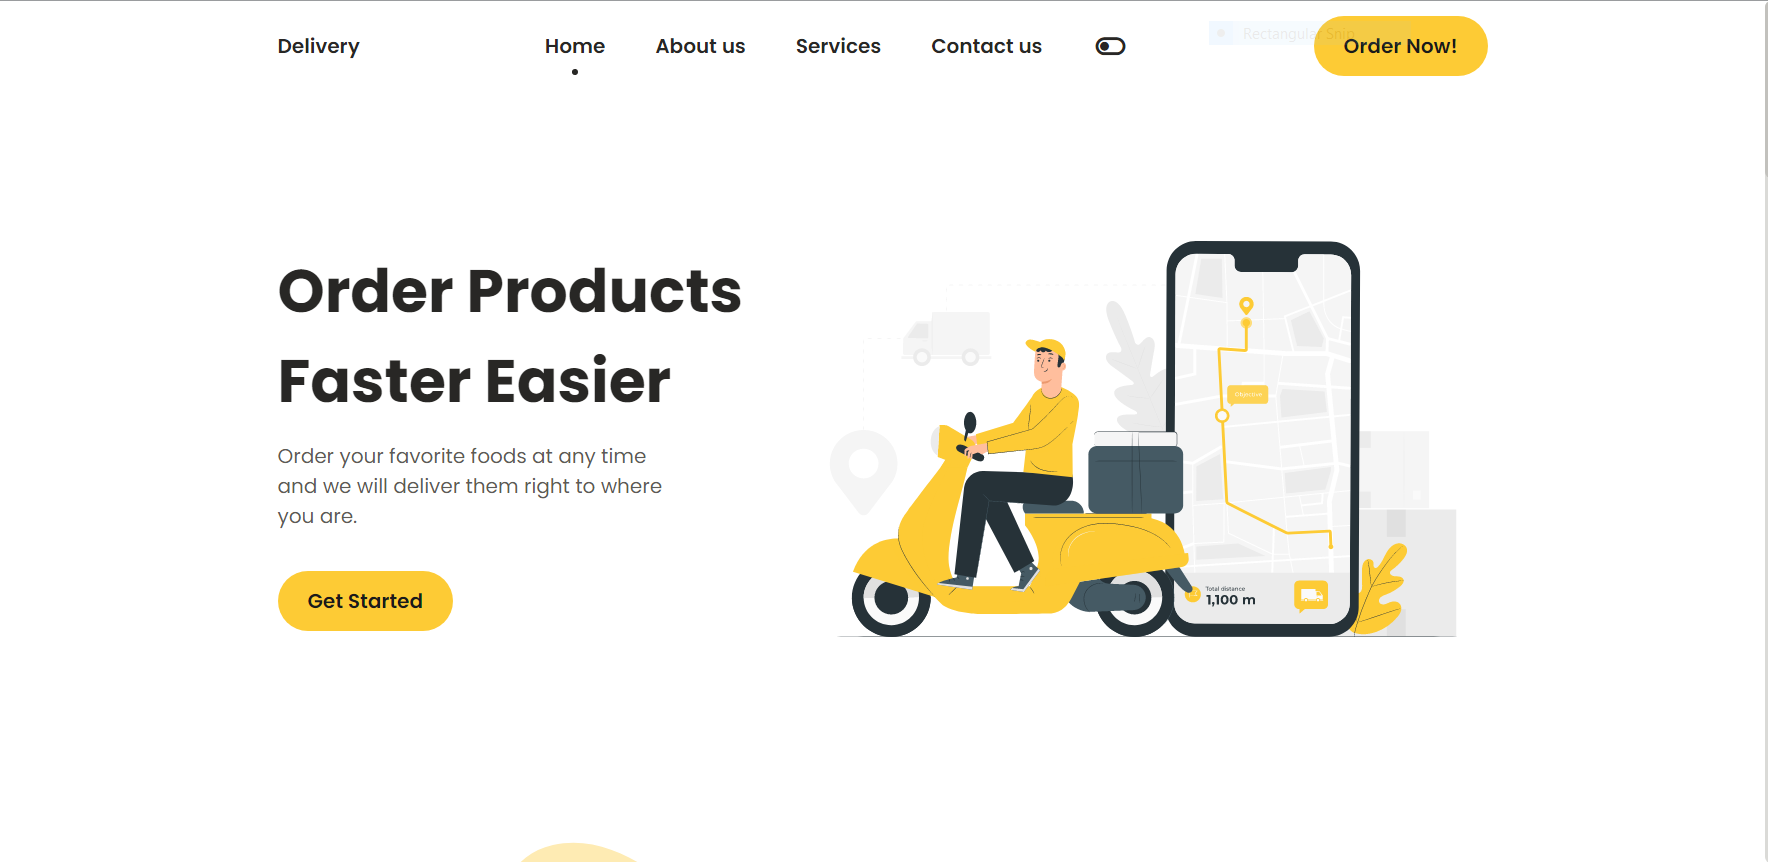 Delivery
Home
About us
Services
Contact us
Rectangular Snip
Order Now!
Order Products
Faster Easier
Order your favorite foods at any time
and we will deliver them right to where
you are.
Get Started
Objective
Total distance
1,100 m